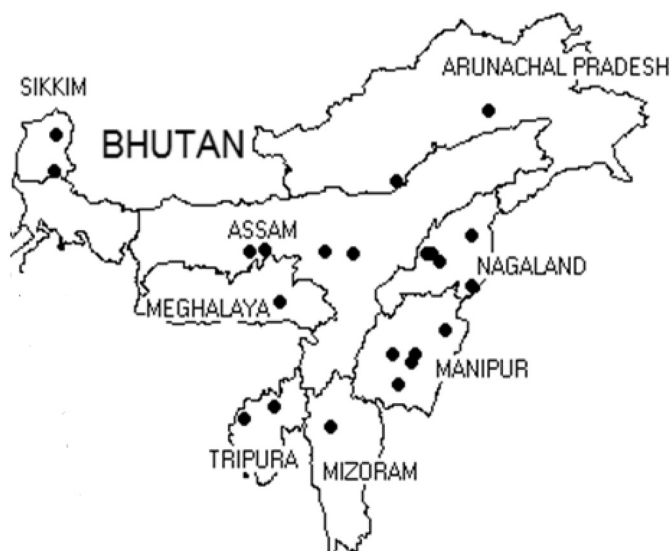 ARUNACHAL PRADESH
SIKKIM
BHUTAN
ASSAM
NAGALAND
MEGHALAYA
MANIPUR
TRIPURA
MIZORAM